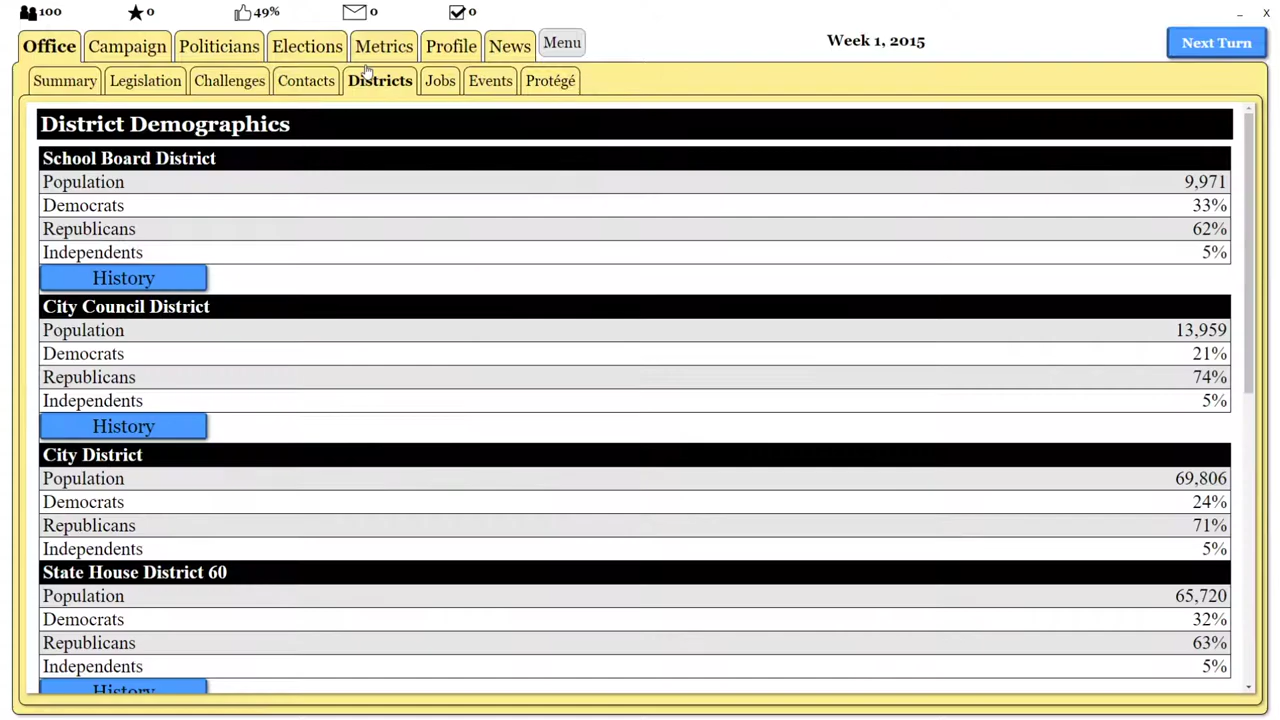 100 0 49% 0 0 _ X
Office Campaign Politicians Elections Metrics Profile News Menu Week 1, 2015 Next Turn
Summary Legislation Challenges Contacts Districts Jobs Events Protégé
District Demographics
School Board District
Population 9,971
Democrats 33%
Republicans 62%
Independents 5%
History
City Council District
Population 13,959
Democrats 21%
Republicans 74%
Independents 5%
History
City District
Population 69,806
Democrats 24%
Republicans 71%
Independents 5%
State House District 60
Population 65,720
Democrats 32%
Republicans 63%
Independents 5%
History